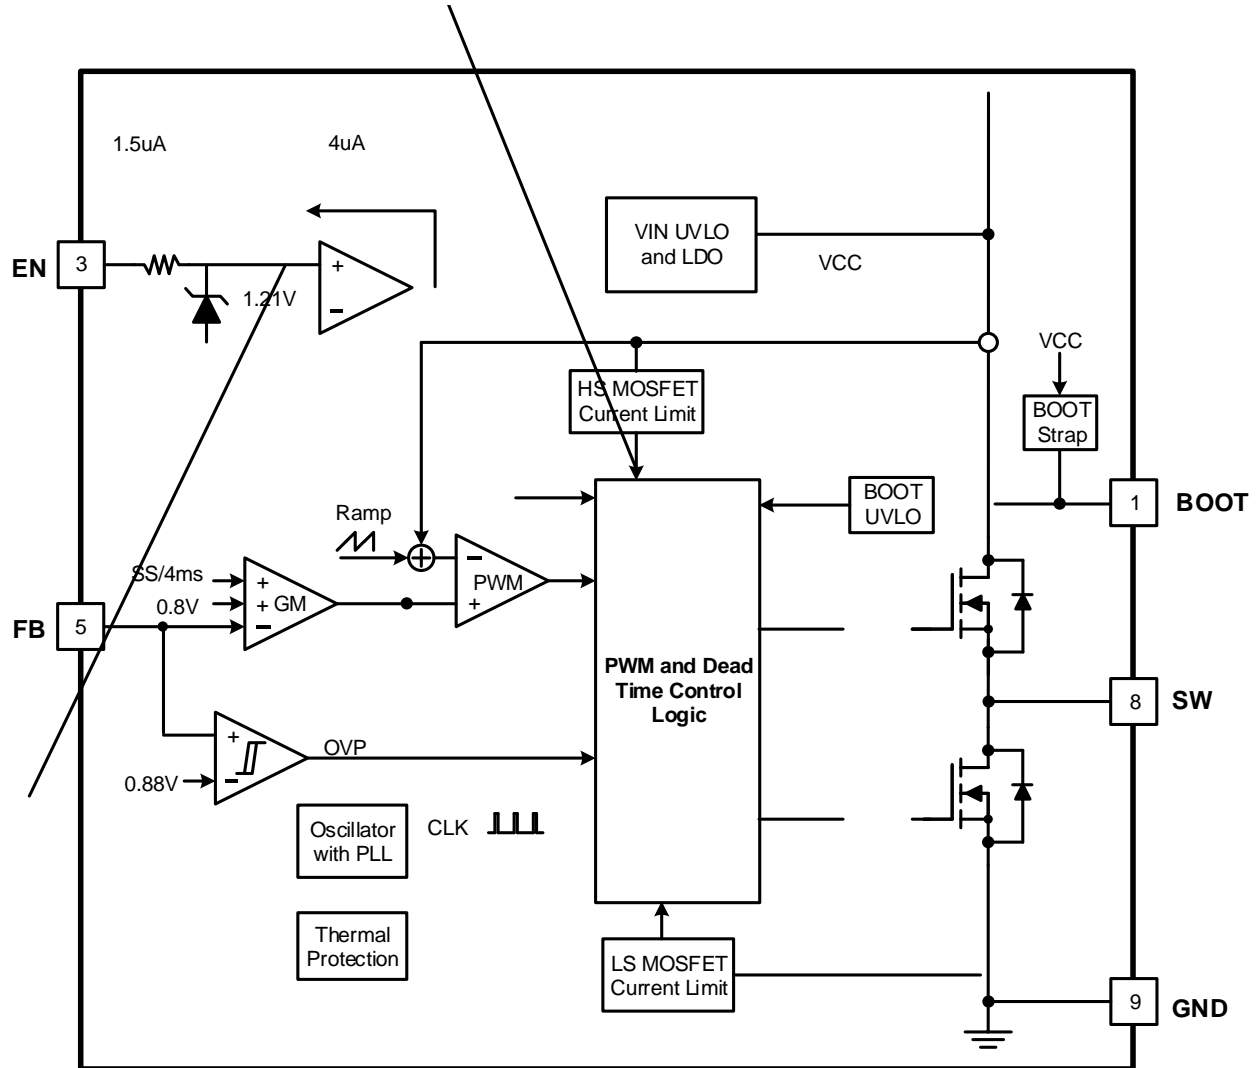 1.5uA
4uA
EN
3
+
−
1.21V
VIN UVLO
and LDO
VCC
VCC
HS MOSFET
Current Limit
BOOT
Strap
BOOT
UVLO
1
BOOT
Ramp
+
−
PWM
+
SS/4ms
0.8V
+
+ GM
−
FB
5
PWM and Dead
Time Control
Logic
8
SW
OVP
+
−
0.88V
Oscillator
with PLL
CLK
Thermal
Protection
LS MOSFET
Current Limit
9
GND